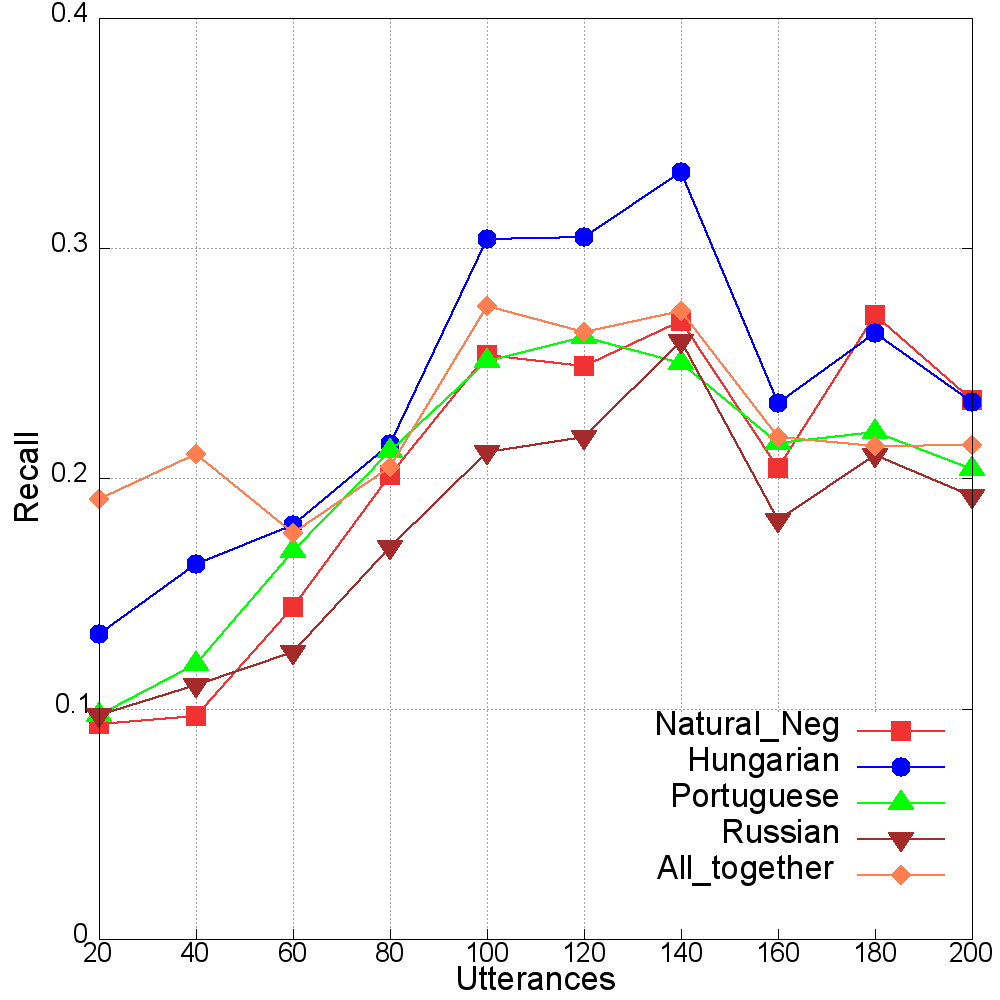 0.4
0.3
0.2
0.1
0
Recall
20 40 60 80 100 120 140 160 180 200
Utterances
Natural_Neg
Hungarian
Portuguese
Russian
All_together